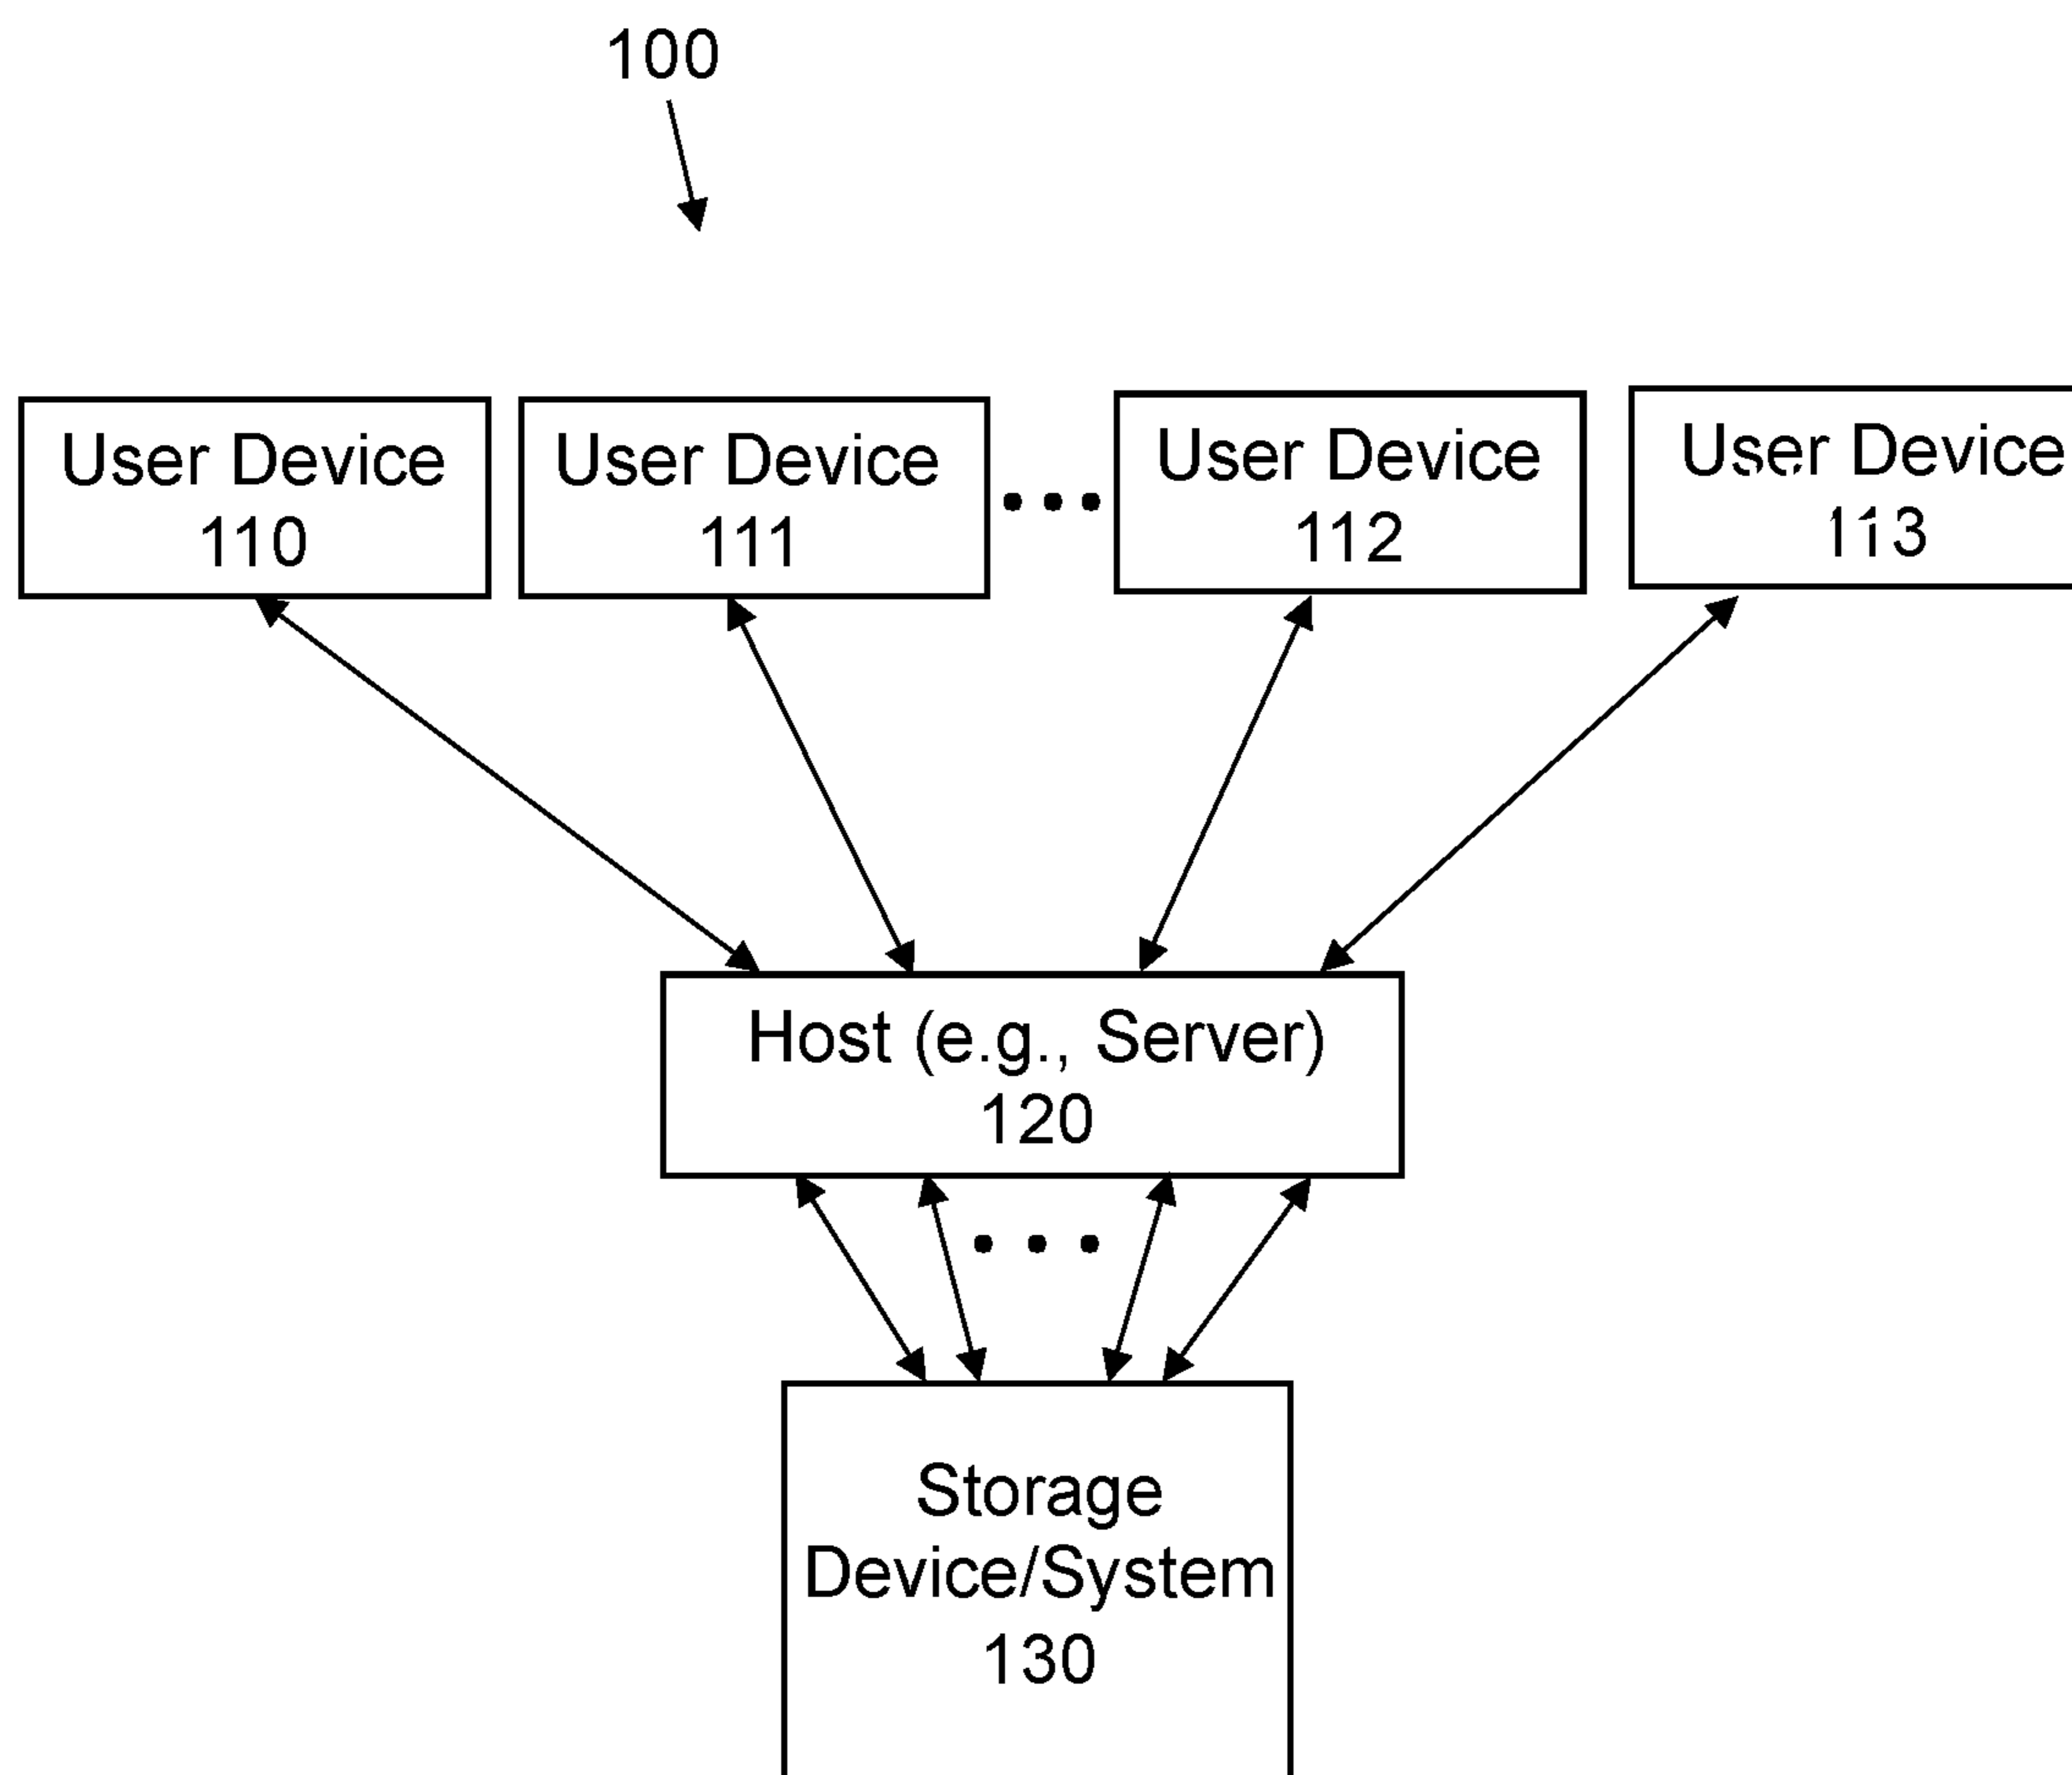 100
User Device
110
User Device
111
User Device
112
User Device
113
Host (e.g., Server)
120
Storage
Device/System
130